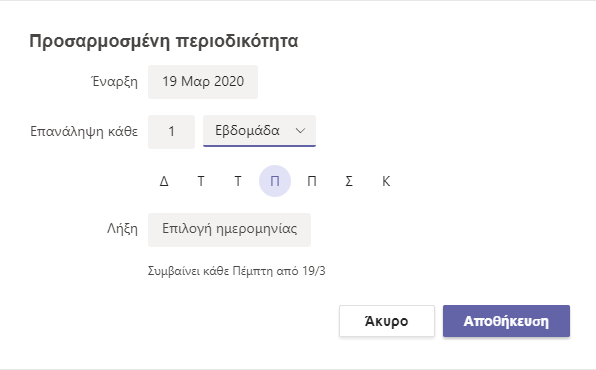 Προσαρμοσμένη περιοδικότητα
Έναρξη 19 Μαρ 2020
Επανάληψη κάθε 1 Εβδομάδα
Δ Τ Τ Π Π Σ Κ
Λήξη Επιλογή ημερομηνίας
Συμβαίνει κάθε Πέμπτη από 19/3
Άκυρο Αποθήκευση